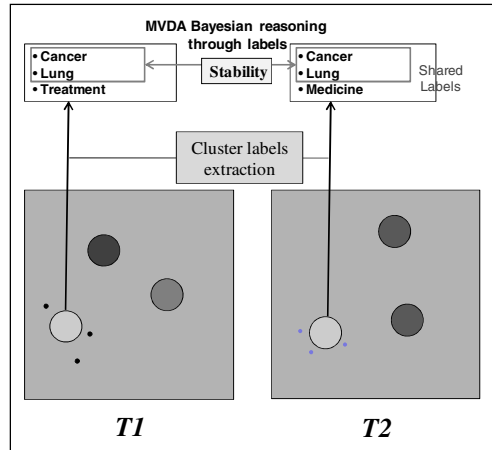 MVDA Bayesian reasoning
through labels
• Cancer
• Lung
• Treatment
Stability
• Cancer
• Lung
• Medicine
Shared
Labels
Cluster labels
extraction
T1
T2